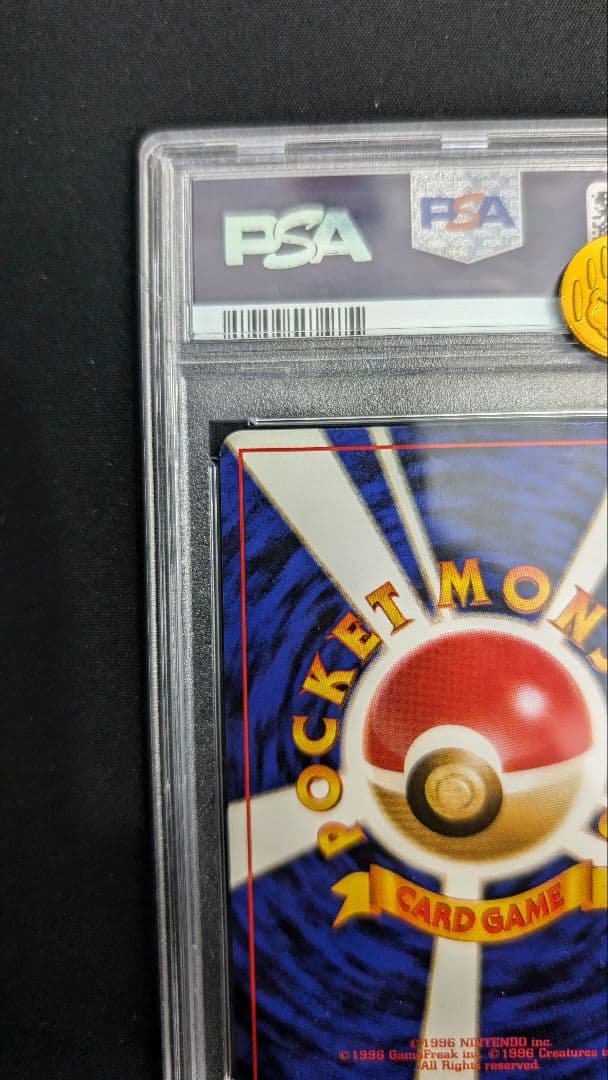 PSA
PSA
POCKET MON
CARD GAME
©1996 NINTENDO inc.
©1996 GameFreak inc. ©1996 Creatures
All Rights reserved.